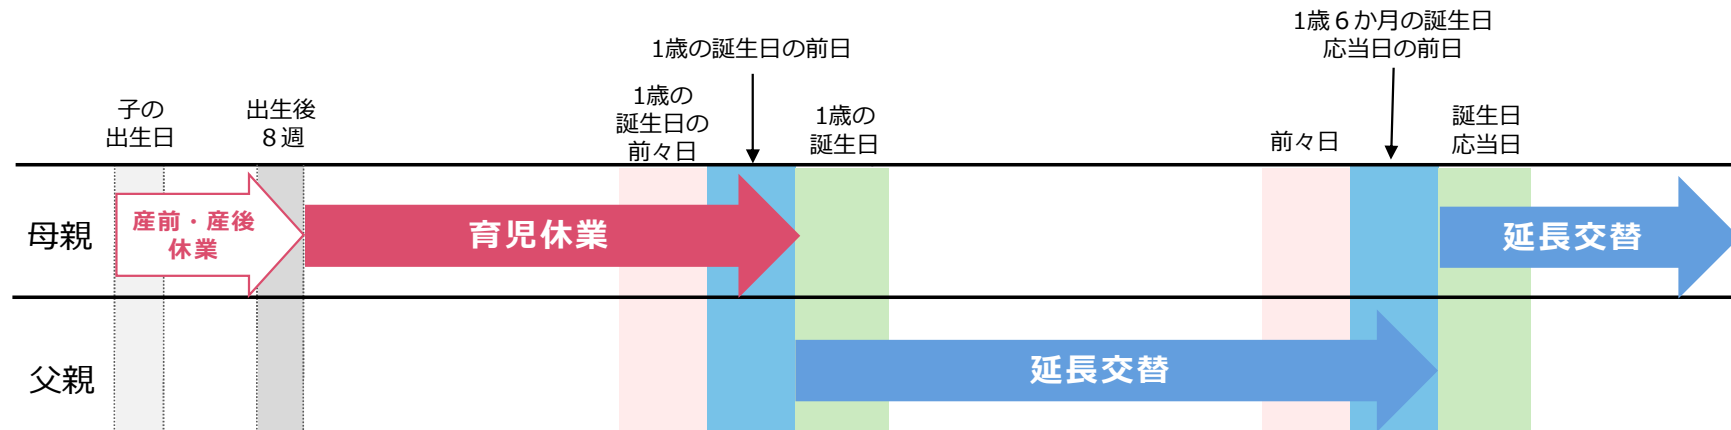 1歳の誕生日の前日
1歳６か月の誕生日
応当日の前日
子の
出生日
出生後
８週
1歳の
誕生日の
前々日
1歳の
誕生日
前々日
誕生日
応当日
母親
産前・産後
休業
育児休業
延長交替
父親
延長交替